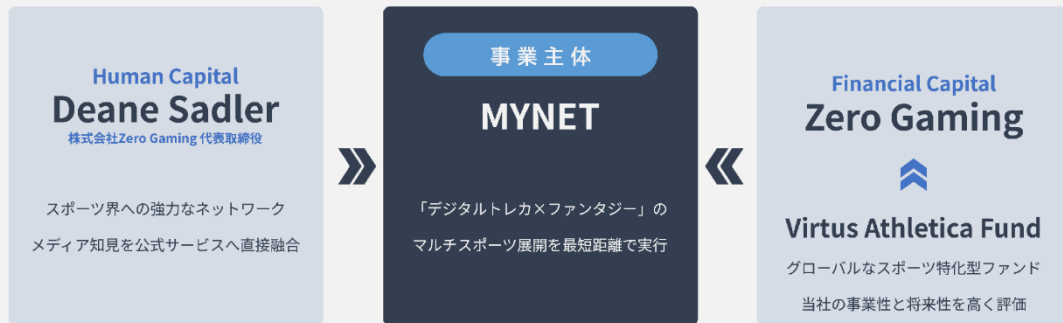 Human Capital
Deane Sadler
株式会社Zero Gaming 代表取締役
スポーツ界への強力なネットワーク
メディア知見を公式サービスへ直接融合
事業主体
MYNET
「デジタルトレカ×ファンタジー」の
マルチスポーツ展開を最短距離で実行
Financial Capital
Zero Gaming
Virtus Athletica Fund
グローバルなスポーツ特化型ファンド
当社の事業性と将来性を高く評価